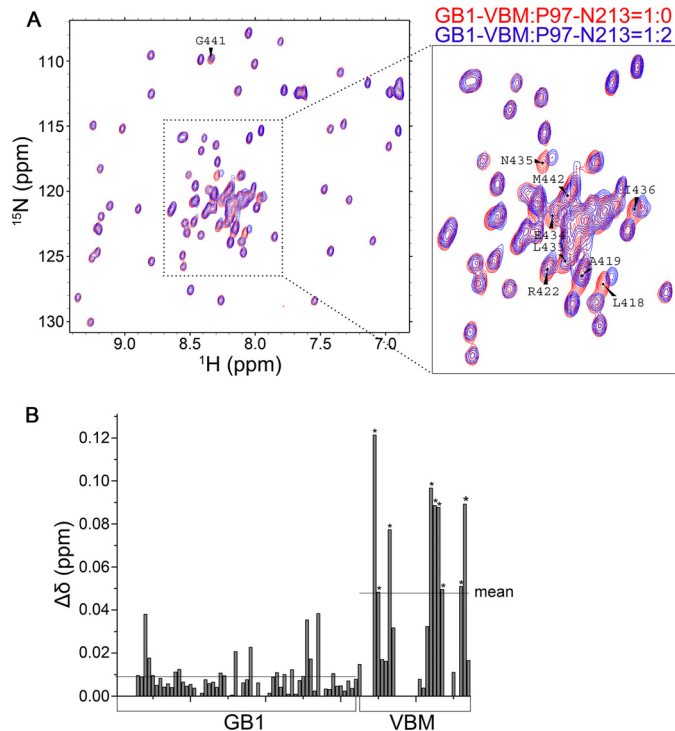 A
GB1-VBM:P97-N213=1:0
GB1-VBM:P97-N213=1:2
G441
110
115
120
125
130
15N (ppm)
9.0 8.5 8.0 7.5 7.0
1H (ppm)
N435
M442
I436
E434
L433
A419
R422
L418
B
0.12
0.10
0.08
0.06
0.04
0.02
0.00
Δδ (ppm)
* * * * * * * * *
mean
GB1 VBM